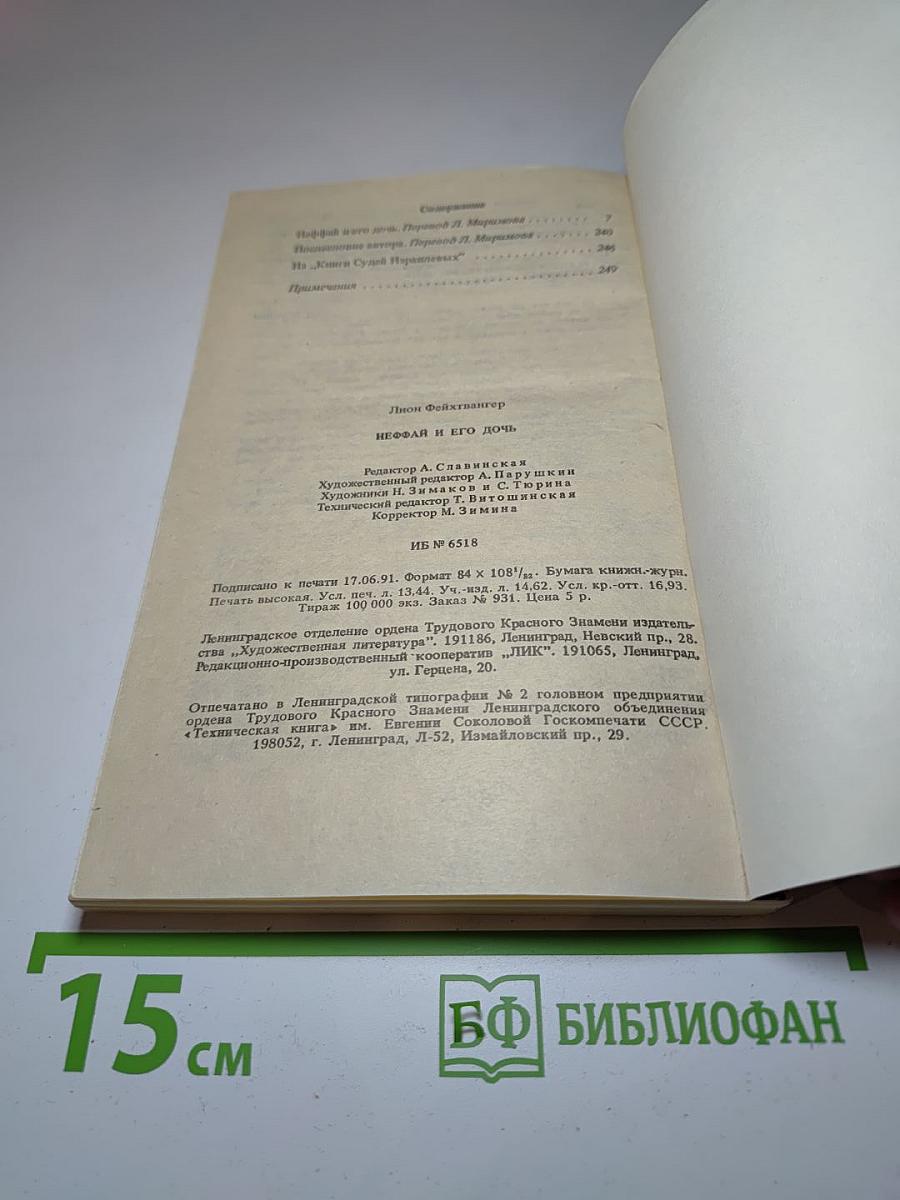 Содержание
Иеффай и его дочь. Перевод Л. Миримова . . . . . . . . 7
Послесловие автора. Перевод Л. Миримова . . . . . . 240
Из „Книги Судей Израилевых" . . . . . . . . . . . . . . 246
Примечания . . . . . . . . . . . . . . . . . . . . . . . . . . . . 249
Лион Фейхтвангер
ИЕФФАЙ И ЕГО ДОЧЬ
Редактор А. Славинская
Художественный редактор А. Парушкин
Художники Н. Зимаков и С. Тюрина
Технический редактор Т. Витошинская
Корректор М. Зимина
ИБ № 6518
Подписано к печати 17.06.91. Формат 84 × 108¹/₃₂. Бумага книжн.-журн.
Печать высокая. Усл. печ. л. 13,44. Уч.-изд. л. 14,62. Усл. кр.-отт. 16,93.
Тираж 100 000 экз. Заказ № 931. Цена 5 р.
Ленинградское отделение ордена Трудового Красного Знамени издатель-
ства „Художественная литература". 191186, Ленинград, Невский пр., 28.
Редакционно-производственный кооператив „ЛИК". 191065, Ленинград,
ул. Герцена, 20.
Отпечатано в Ленинградской типографии № 2 головном предприятии
ордена Трудового Красного Знамени Ленинградского объединения
«Техническая книга» им. Евгении Соколовой Госкомпечати СССР.
198052, г. Ленинград, Л-52, Измайловский пр., 29.
15 см
БФ БИБЛИОФАН